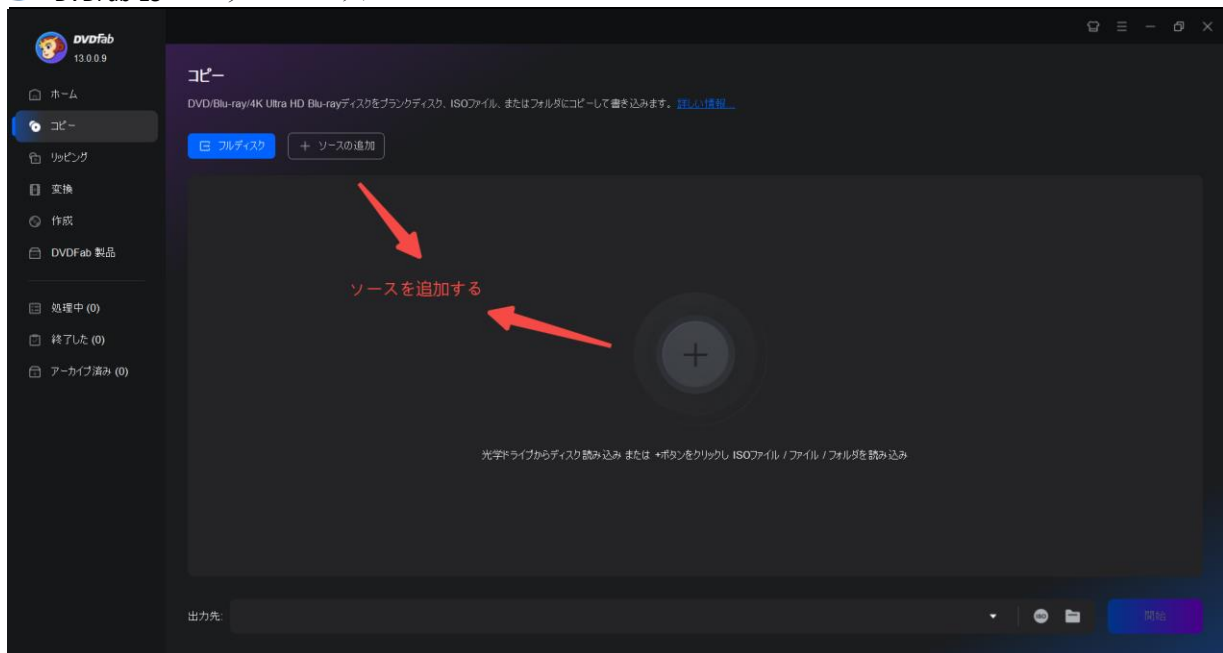 DVDFab
13.0.0.9
ホーム
コピー
リッピング
変換
作成
DVDFab 製品
処理中 (0)
終了した (0)
アーカイブ済み (0)
コピー
DVD/Blu-ray/4K Ultra HD Blu-rayディスクをブランクディスク、ISOファイル、またはフォルダにコピーして書き込みます。 詳しい情報...
フルディスク
+ ソースの追加
ソースを追加する
光学ドライブからディスク読み込み または +ボタンをクリックし ISOファイル / ファイル / フォルダを読み込み
出力先:
ISO
開始